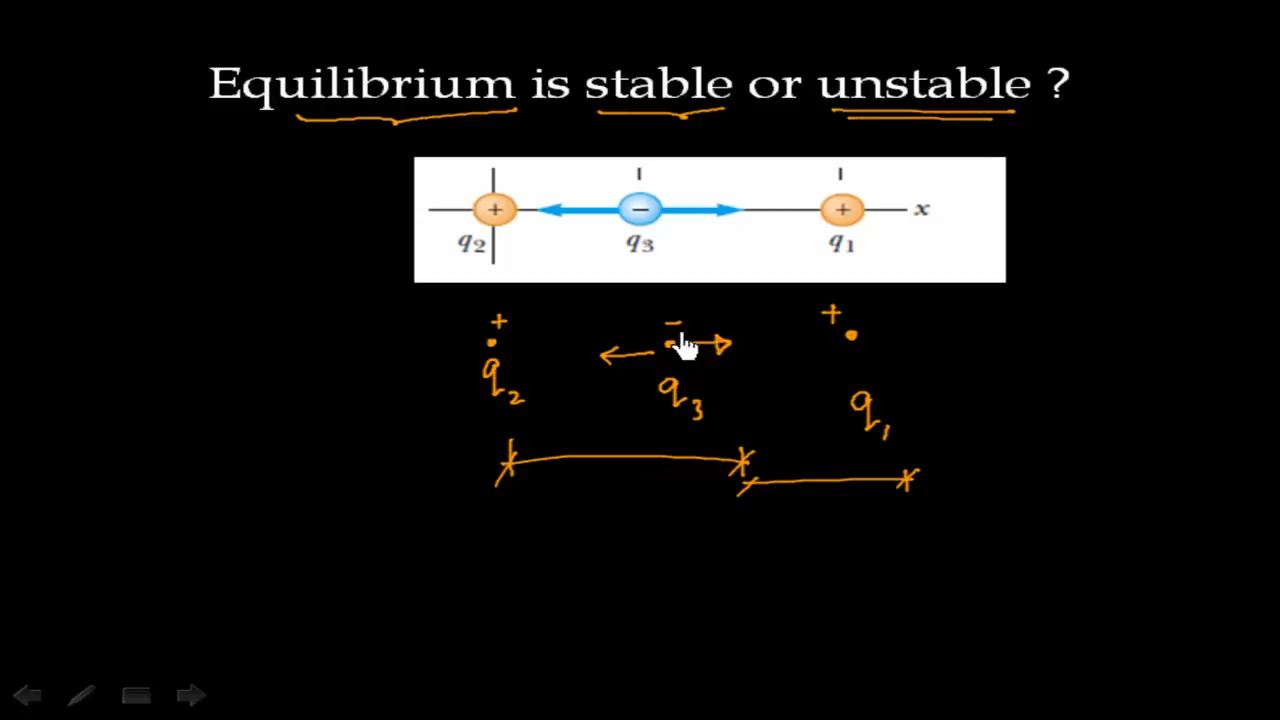 Equilibrium is stable or unstable ?
+ − + x
q2 q3 q1
+ − +
q2 q3 q1